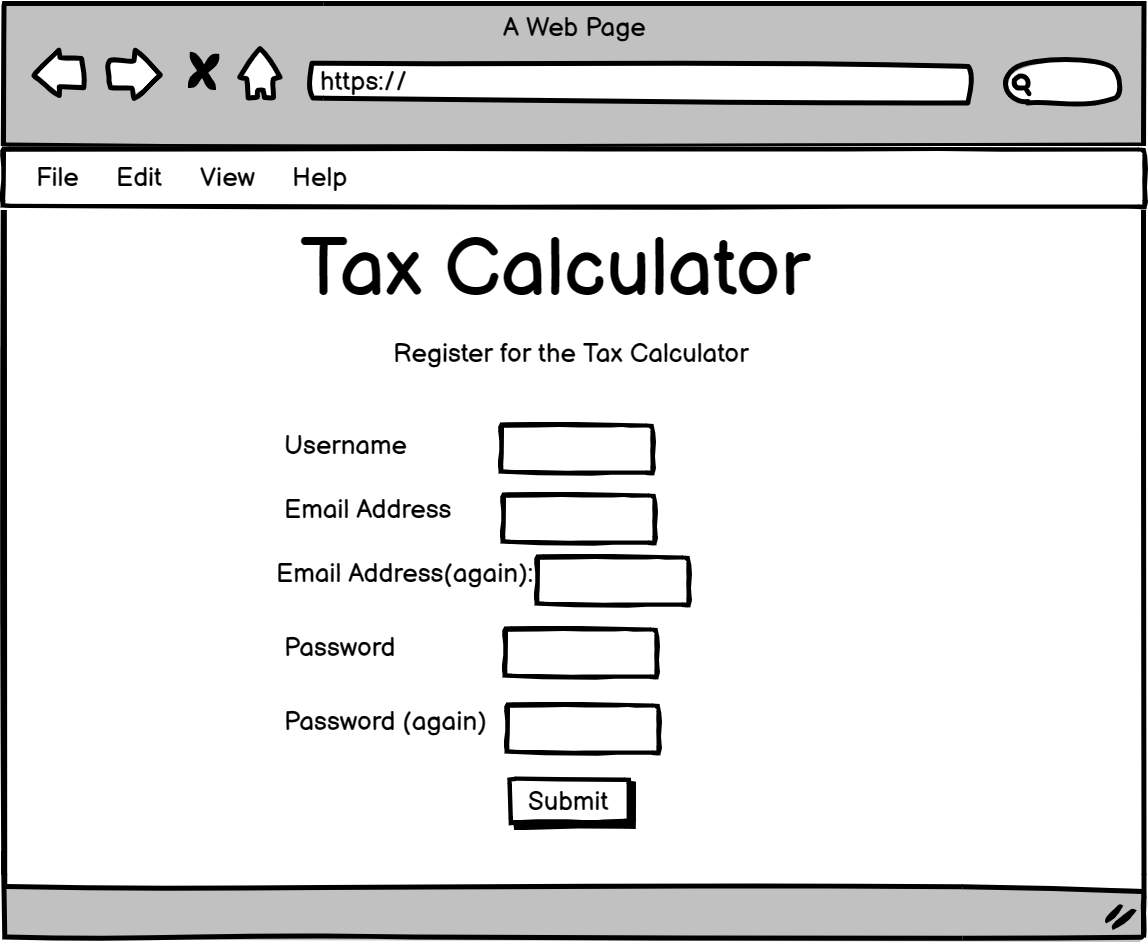 A Web Page
https://
File Edit View Help
Tax Calculator
Register for the Tax Calculator
Username
Email Address
Email Address(again):
Password
Password (again)
Submit